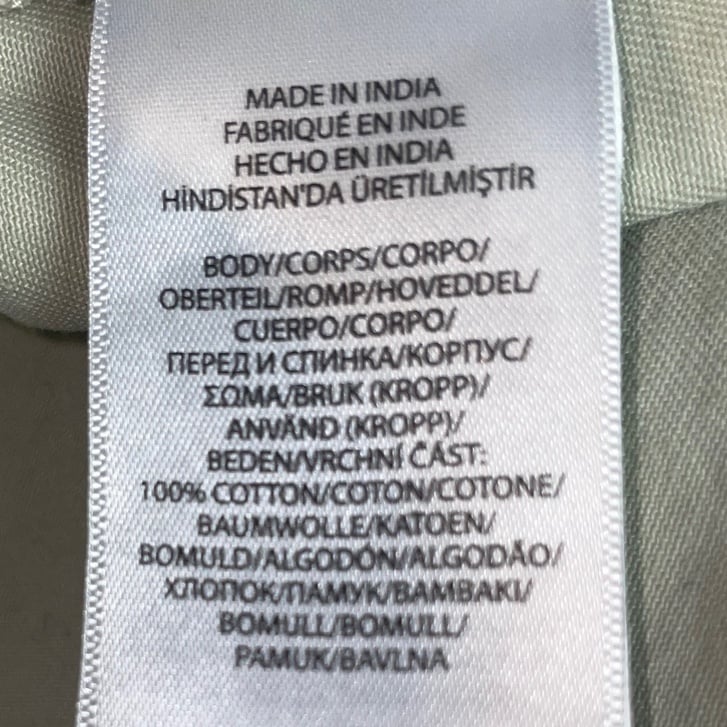 MADE IN INDIA
FABRIQUÉ EN INDE
HECHO EN INDIA
HİNDİSTAN'DA ÜRETİLMİŞTİR
BODY/CORPS/CORPO/
OBERTEIL/ROMP/HOVEDDEL/
CUERPO/CORPO/
ПЕРЕД И СПИНКА/КОРПУС/
ΣΩΜΑ/BRUK (KROPP)/
ANVÄND (KROPP)/
BEDEN/VRCHNÍ ČÁST:
100% COTTON/COTON/COTONE/
BAUMWOLLE/KATOEN/
BOMULD/ALGODÓN/ALGODÃO/
ХЛОПОК/ПАМУК/ΒΑΜΒΑΚΙ/
BOMULL/BOMULL/
PAMUK/BAVLNA